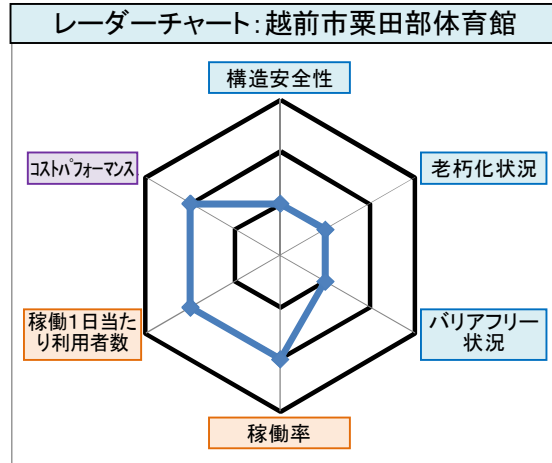 レーダーチャート：越前市粟田部体育館
構造安全性
コストパフォーマンス
老朽化状況
稼働１日当た
り利用者数
バリアフリー
状況
稼働率